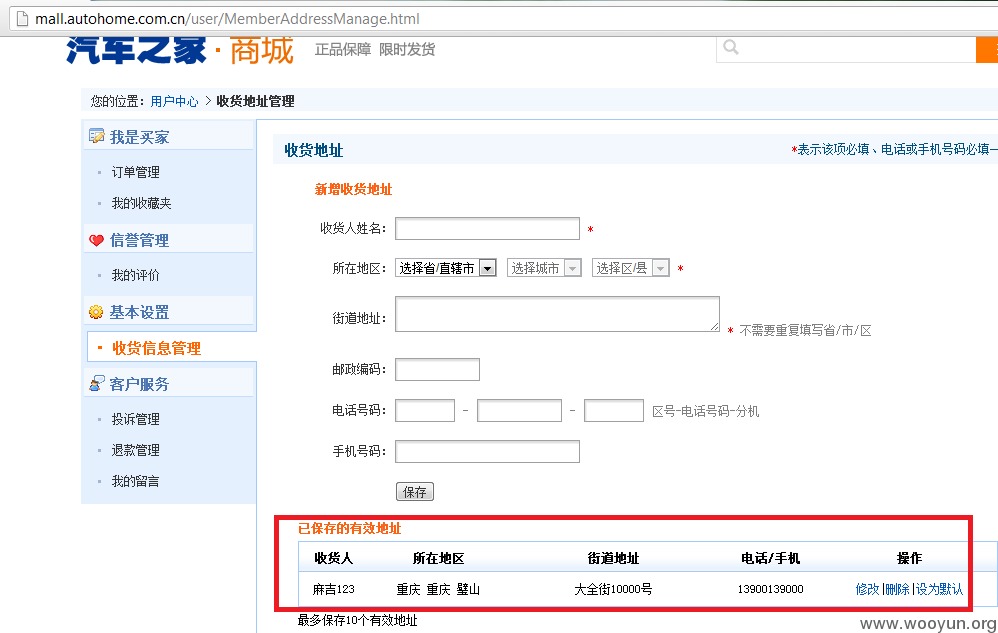 mall.autohome.com.cn/user/MemberAddressManage.html
汽车之家·商城 正品保障 限时发货
您的位置：用户中心 > 收货地址管理
我是买家
订单管理
我的收藏夹
信誉管理
我的评价
基本设置
收货信息管理
客户服务
投诉管理
退款管理
我的留言
收货地址 *表示该项必填、电话或手机号码必填一
新增收货地址
收货人姓名： *
所在地区： 选择省/直辖市 选择城市 选择区/县 *
街道地址： * 不需要重复填写省/市/区
邮政编码：
电话号码： - - 区号-电话号码-分机
手机号码：
保存
已保存的有效地址
收货人 所在地区 街道地址 电话/手机 操作
麻吉123 重庆 重庆 璧山 大全街10000号 13900139000 修改|删除|设为默认
最多保存10个有效地址
www.wooyun.org